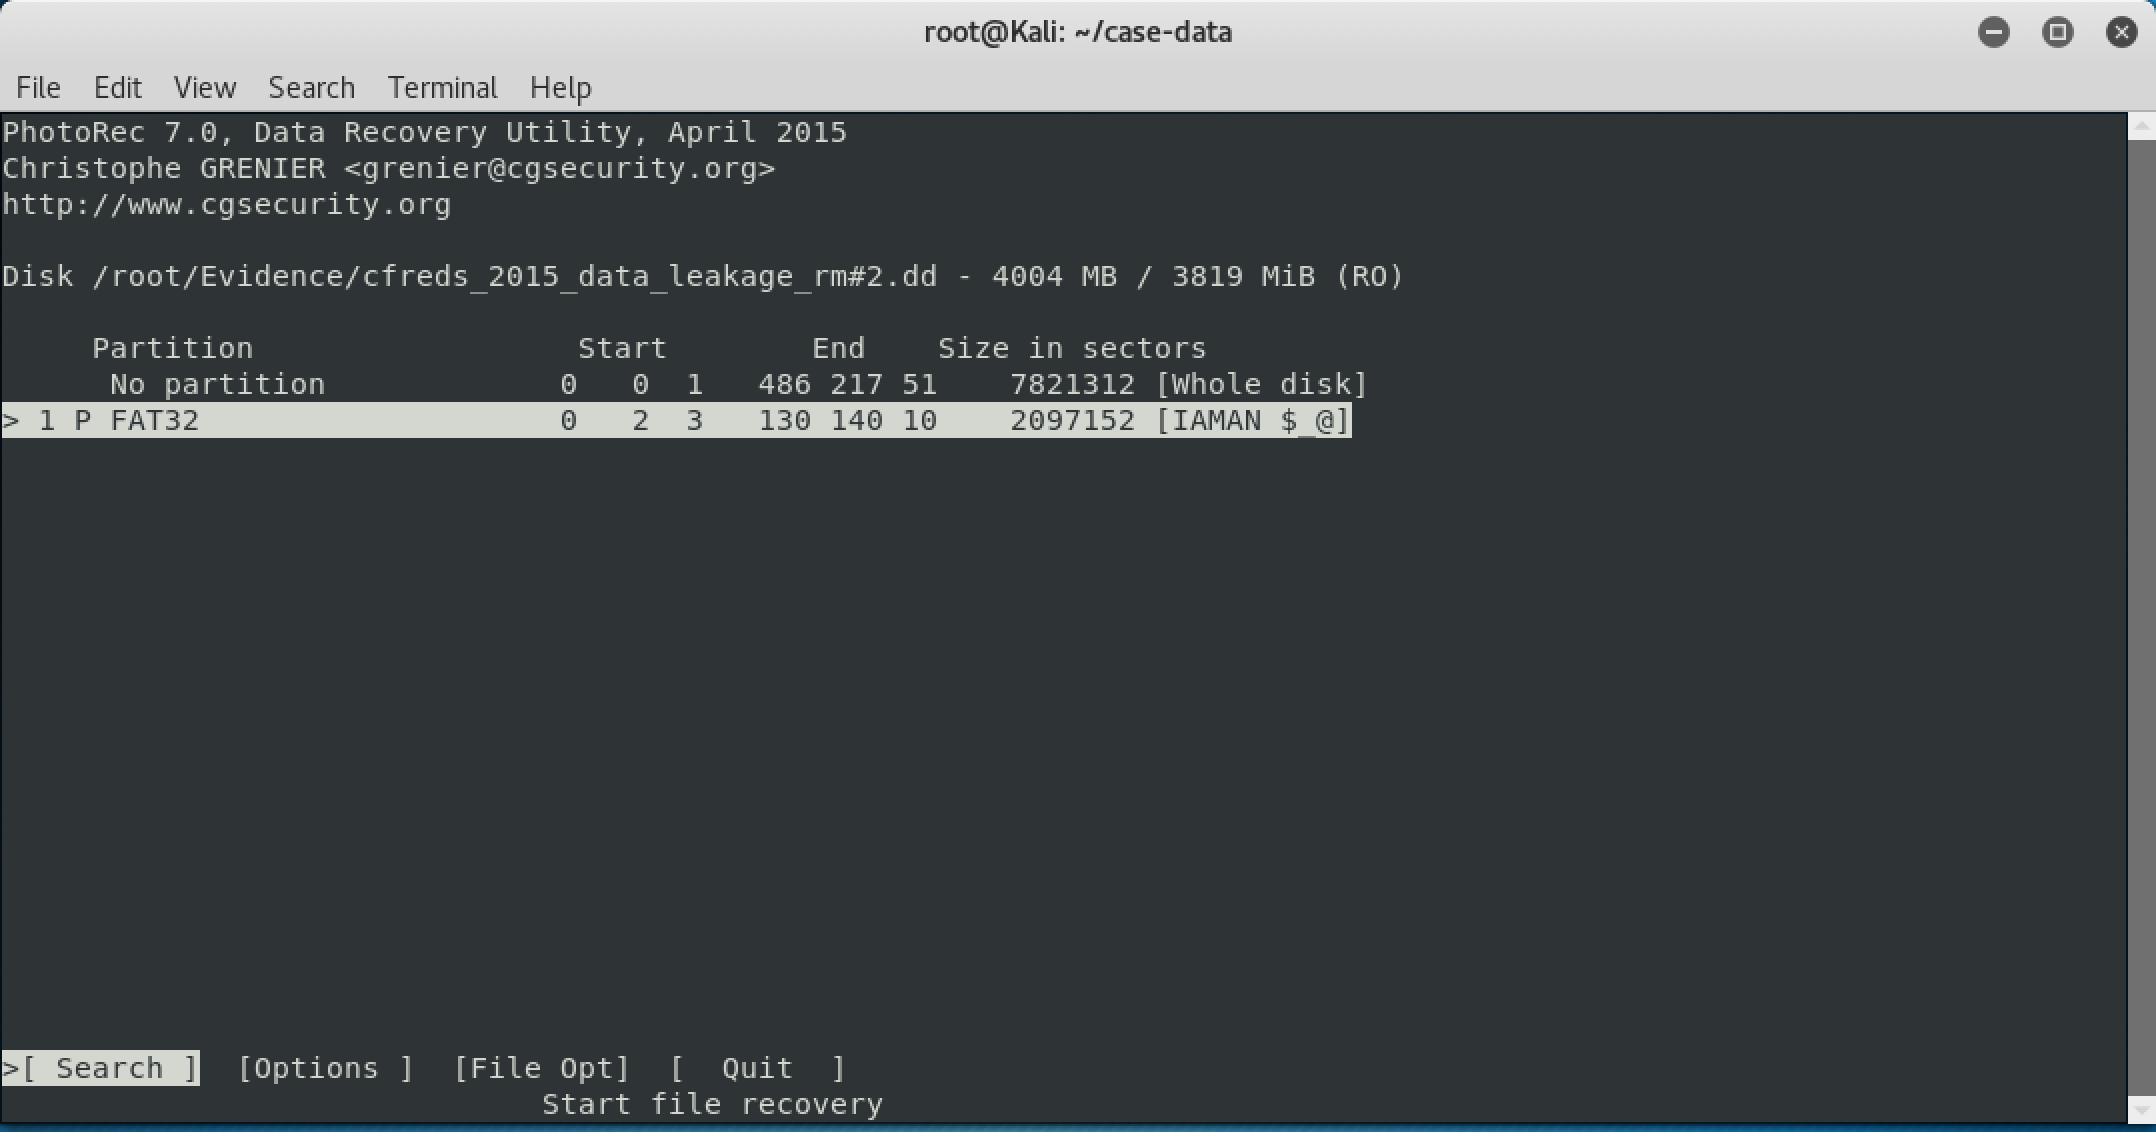 root@Kali: ~/case-data
File Edit View Search Terminal Help
PhotoRec 7.0, Data Recovery Utility, April 2015
Christophe GRENIER <grenier@cgsecurity.org>
http://www.cgsecurity.org
Disk /root/Evidence/cfreds_2015_data_leakage_rm#2.dd - 4004 MB / 3819 MiB (RO)
Partition Start End Size in sectors
No partition 0 0 1 486 217 51 7821312 [Whole disk]
> 1 P FAT32 0 2 3 130 140 10 2097152 [IAMAN $_@]
>[ Search ] [Options ] [File Opt] [ Quit ]
Start file recovery